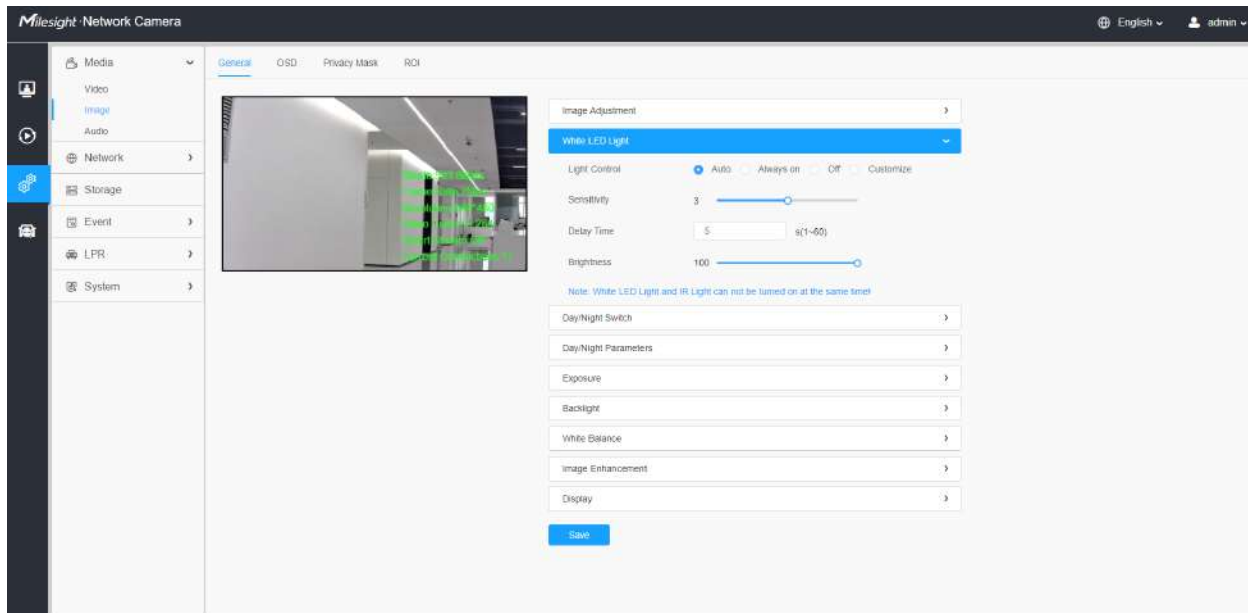 Milesight Network Camera
English
admin
Media
Video
Image
Audio
Network
Storage
Event
LPR
System
General OSD Privacy Mask ROI
Image Adjustment
White LED Light
Light Control Auto Always on Off Customize
Sensitivity 3
Delay Time 5 s(1~60)
Brightness 100
Note: White LED Light and IR Light can not be turned on at the same time!
Day/Night Switch
Day/Night Parameters
Exposure
Backlight
White Balance
Image Enhancement
Display
Save